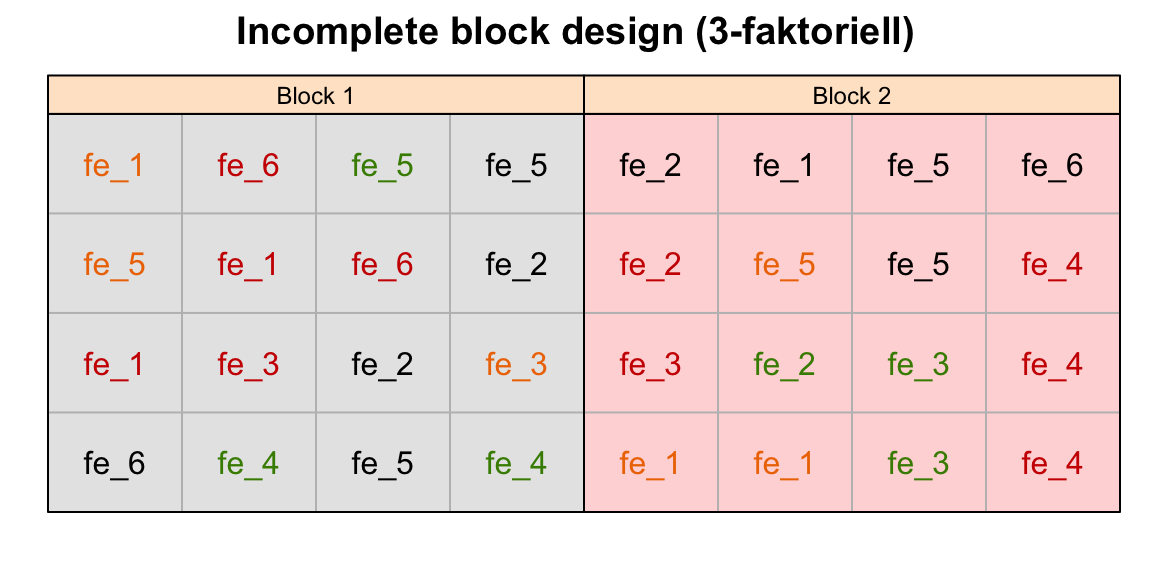 Incomplete block design (3-faktoriell)
Block 1 Block 2
fe_1 fe_6 fe_5 fe_5 fe_2 fe_1 fe_5 fe_6
fe_5 fe_1 fe_6 fe_2 fe_2 fe_5 fe_5 fe_4
fe_1 fe_3 fe_2 fe_3 fe_3 fe_2 fe_3 fe_4
fe_6 fe_4 fe_5 fe_4 fe_1 fe_1 fe_3 fe_4